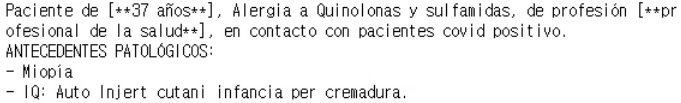 Paciente de [**37 años**], Alergia a Quinolonas y sulfamidas, de profesión [**pr
ofesional de la salud**], en contacto con pacientes covid positivo.
ANTECEDENTES PATOLÓGICOS:
- Miopía
- IQ: Auto Injert cutani infancia per cremadura.